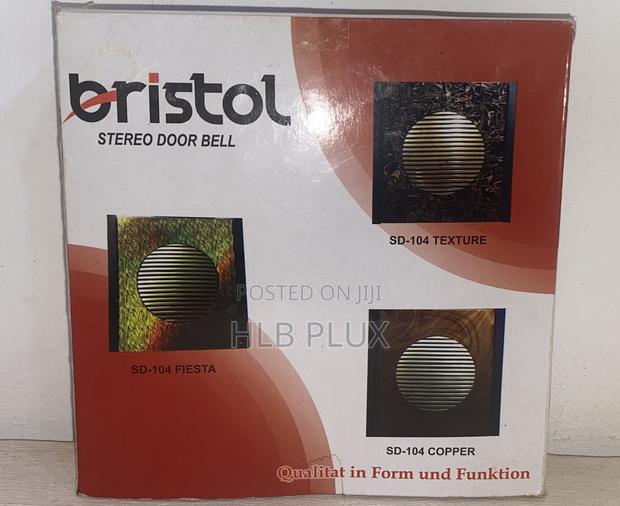 bristol
STEREO DOOR BELL
SD-104 TEXTURE
POSTED ON JIJI
HLB PLUX
SD-104 FIESTA
SD-104 COPPER
Qualitat in Form und Funktion